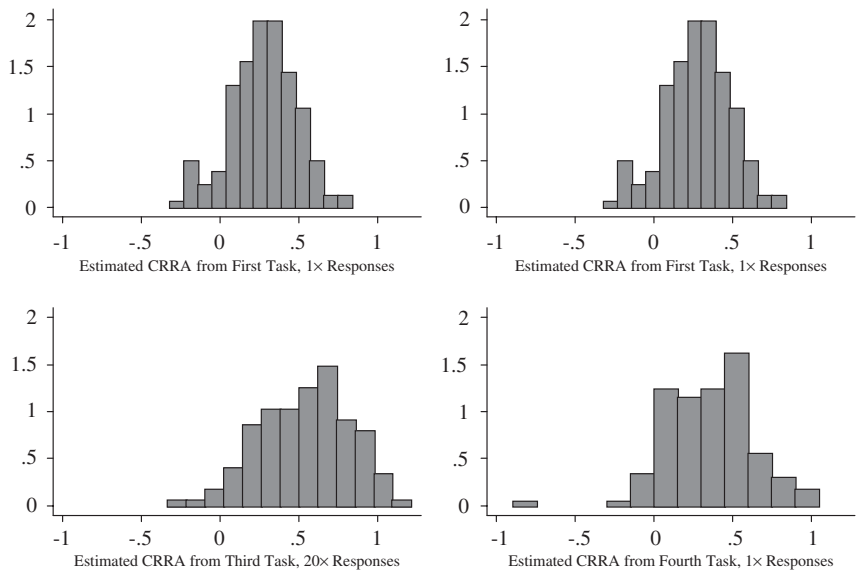 2
1.5
1
.5
0
-1 -.5 0 .5 1
Estimated CRRA from First Task, 1× Responses
2
1.5
1
.5
0
-1 -.5 0 .5 1
Estimated CRRA from First Task, 1× Responses
2
1.5
1
.5
0
-1 -.5 0 .5 1
Estimated CRRA from Third Task, 20× Responses
2
1.5
1
.5
0
-1 -.5 0 .5 1
Estimated CRRA from Fourth Task, 1× Responses